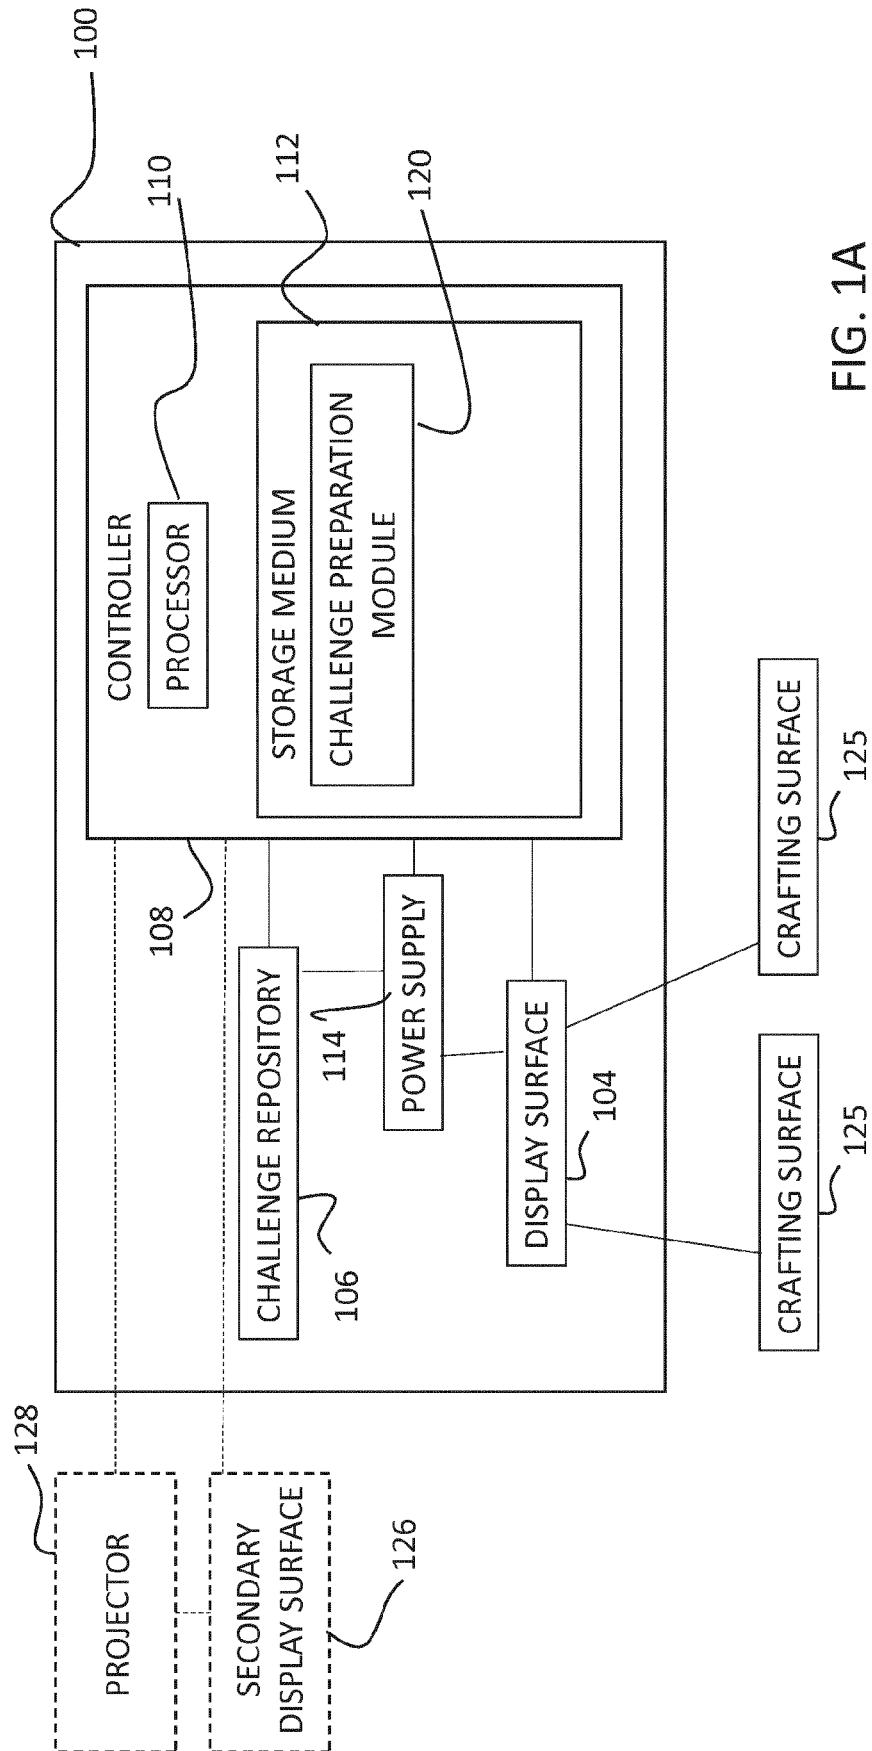 100
110
112
120
CONTROLLER
PROCESSOR
STORAGE MEDIUM
CHALLENGE PREPARATION
MODULE
108
128
PROJECTOR
SECONDARY
DISPLAY SURFACE
126
CHALLENGE REPOSITORY
106
114
POWER SUPPLY
DISPLAY SURFACE
104
CRAFTING SURFACE
125
CRAFTING SURFACE
125
FIG. 1A